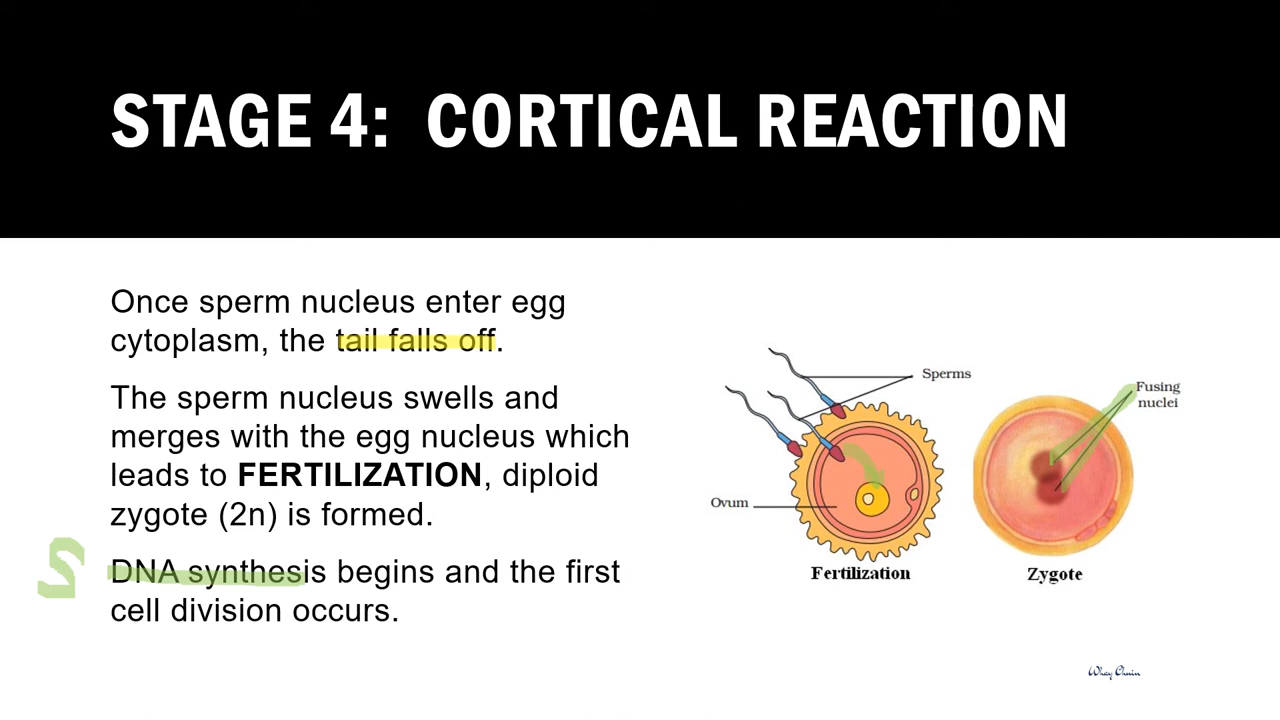 STAGE 4: CORTICAL REACTION
Once sperm nucleus enter egg
cytoplasm, the tail falls off.
The sperm nucleus swells and
merges with the egg nucleus which
leads to FERTILIZATION, diploid
zygote (2n) is formed.
S
DNA synthesis begins and the first
cell division occurs.
Sperms
Ovum
Fertilization
Fusing
nuclei
Zygote
Whay Chuin